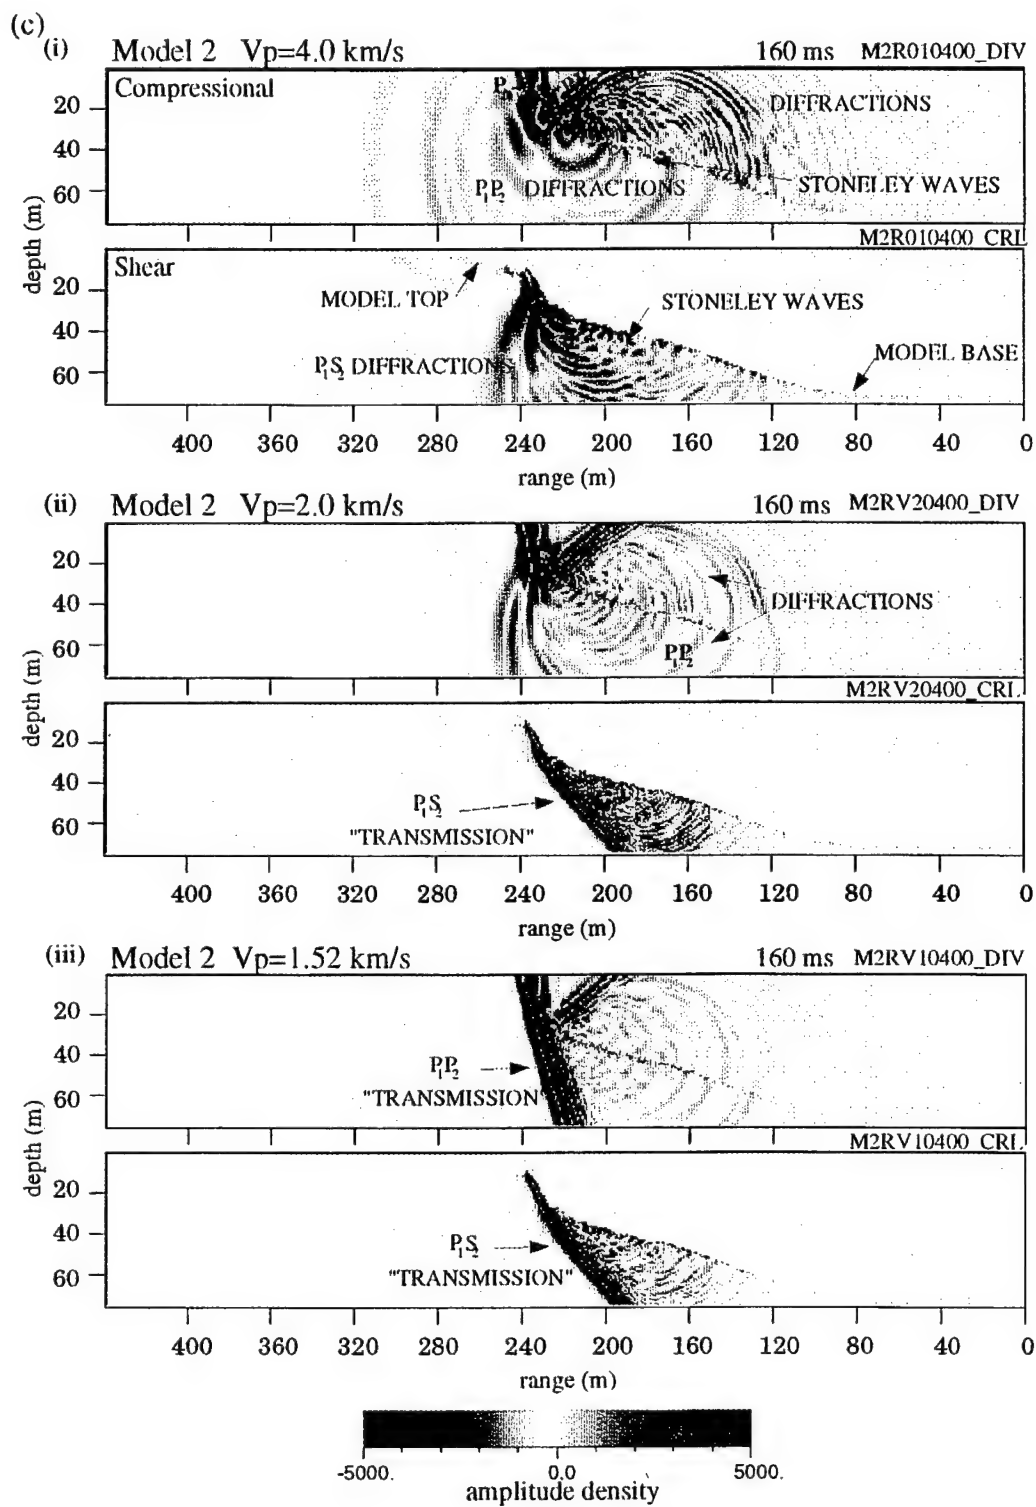 (c)
(i) Model 2 Vp=4.0 km/s 160 ms M2R010400_DIV
Compressional
DIFFRACTIONS
STONELEY WAVES
P₁P₂ DIFFRACTIONS
20
40
60
M2R010400_CRL
Shear
MODEL TOP
STONELEY WAVES
MODEL BASE
P₁S₂ DIFFRACTIONS
20
40
60
depth (m)
400 360 320 280 240 200 160 120 80 40 0
range (m)
(ii) Model 2 Vp=2.0 km/s 160 ms M2RV20400_DIV
DIFFRACTIONS
P₁P₂
20
40
60
M2RV20400_CRL
P₁S₂
"TRANSMISSION"
20
40
60
depth (m)
400 360 320 280 240 200 160 120 80 40 0
range (m)
(iii) Model 2 Vp=1.52 km/s 160 ms M2RV10400_DIV
P₁P₂
"TRANSMISSION"
20
40
60
M2RV10400_CRL
P₁S₂
"TRANSMISSION"
20
40
60
depth (m)
400 360 320 280 240 200 160 120 80 40 0
range (m)
-5000. 0.0 5000.
amplitude density